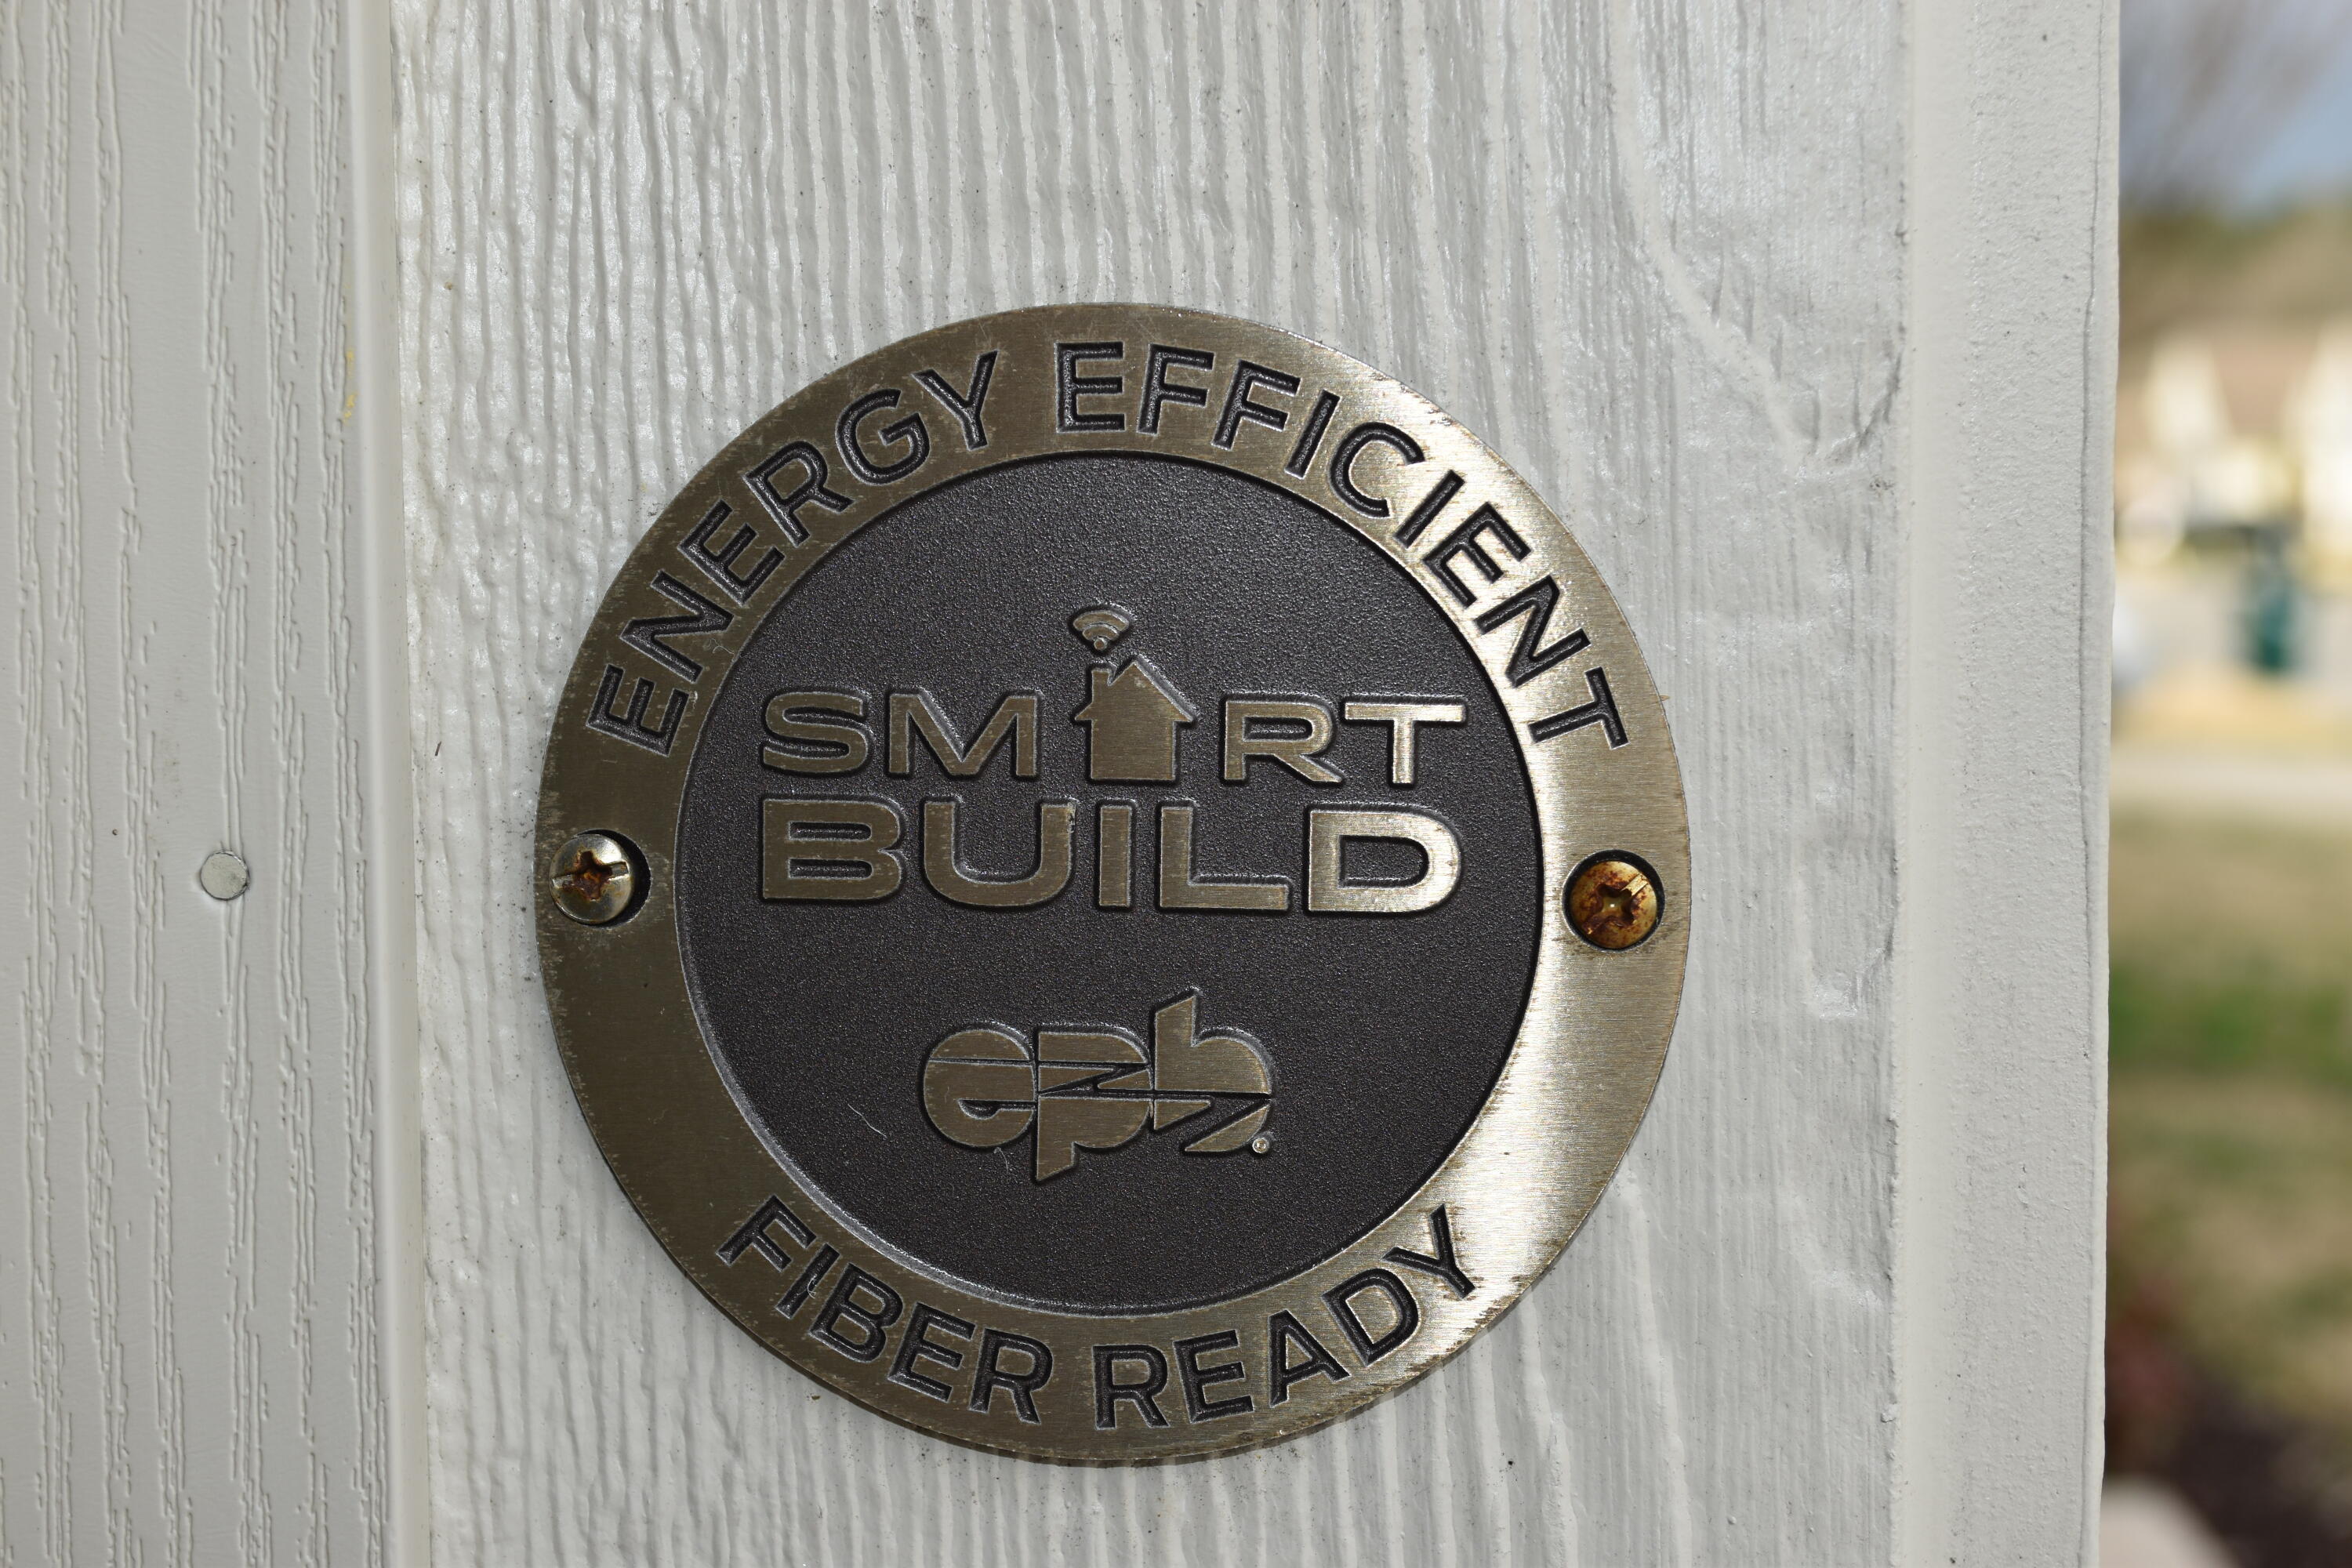 ENERGY EFFICIENT
SMART
BUILD
epb®
FIBER READY